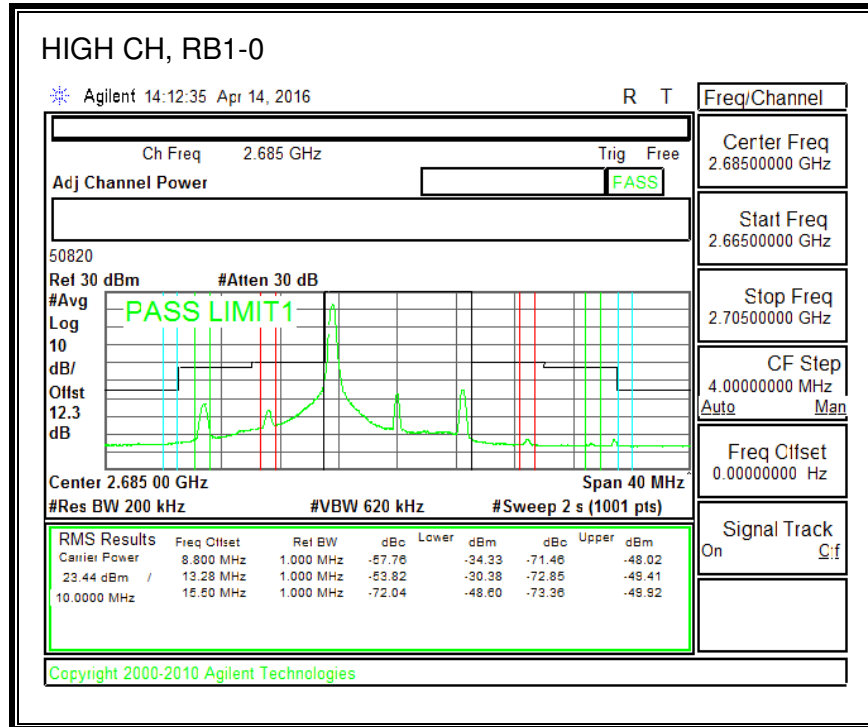 HIGH CH, RB1-0
Agilent 14:12:35 Apr 14, 2016 R T
Freq/Channel
Ch Freq 2.685 GHz Trig Free
Adj Channel Power PASS
Center Freq
2.68500000 GHz
Start Freq
2.66500000 GHz
Stop Freq
2.70500000 GHz
CF Step
4.00000000 MHz
Auto Man
Freq Offset
0.00000000 Hz
Signal Track
On Off
50820
Ref 30 dBm #Atten 30 dB
#Avg
Log
10
dB/
Offst
12.3
dB
PASS LIMIT1
Center 2.685 00 GHz Span 40 MHz
#Res BW 200 kHz #VBW 620 kHz #Sweep 2 s (1001 pts)
RMS Results Freq Offset Ref BW dBc Lower dBm dBc Upper dBm
Carrier Power 8.800 MHz 1.000 MHz -57.76 -34.33 -71.46 -48.02
23.44 dBm / 13.28 MHz 1.000 MHz -53.82 -30.38 -72.85 -49.41
10.0000 MHz 15.50 MHz 1.000 MHz -72.04 -48.60 -73.36 -49.92
Copyright 2000-2010 Agilent Technologies